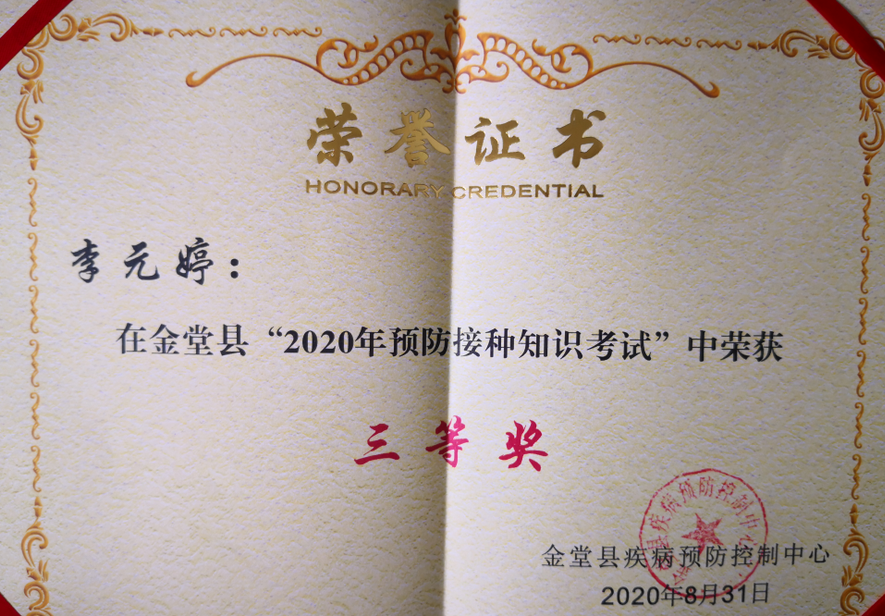 荣誉证书
HONORARY CREDENTIAL
李元婷：
在金堂县“2020年预防接种知识考试”中荣获
三等奖
金堂县疾病预防控制中心
2020年8月31日